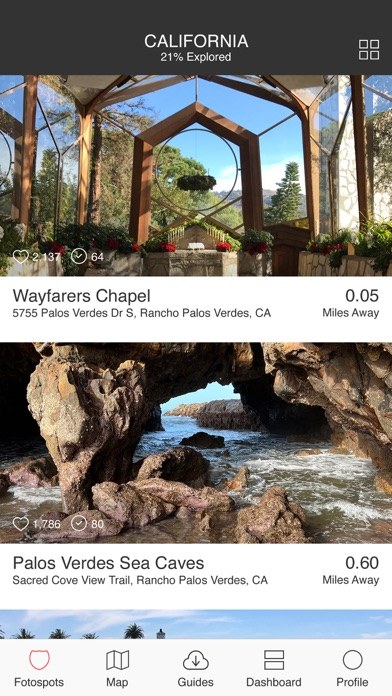 CALIFORNIA
21% Explored
2,137 64
Wayfarers Chapel 0.05
5755 Palos Verdes Dr S, Rancho Palos Verdes, CA Miles Away
1,786 80
Palos Verdes Sea Caves 0.60
Sacred Cove View Trail, Rancho Palos Verdes, CA Miles Away
Fotospots Map Guides Dashboard Profile